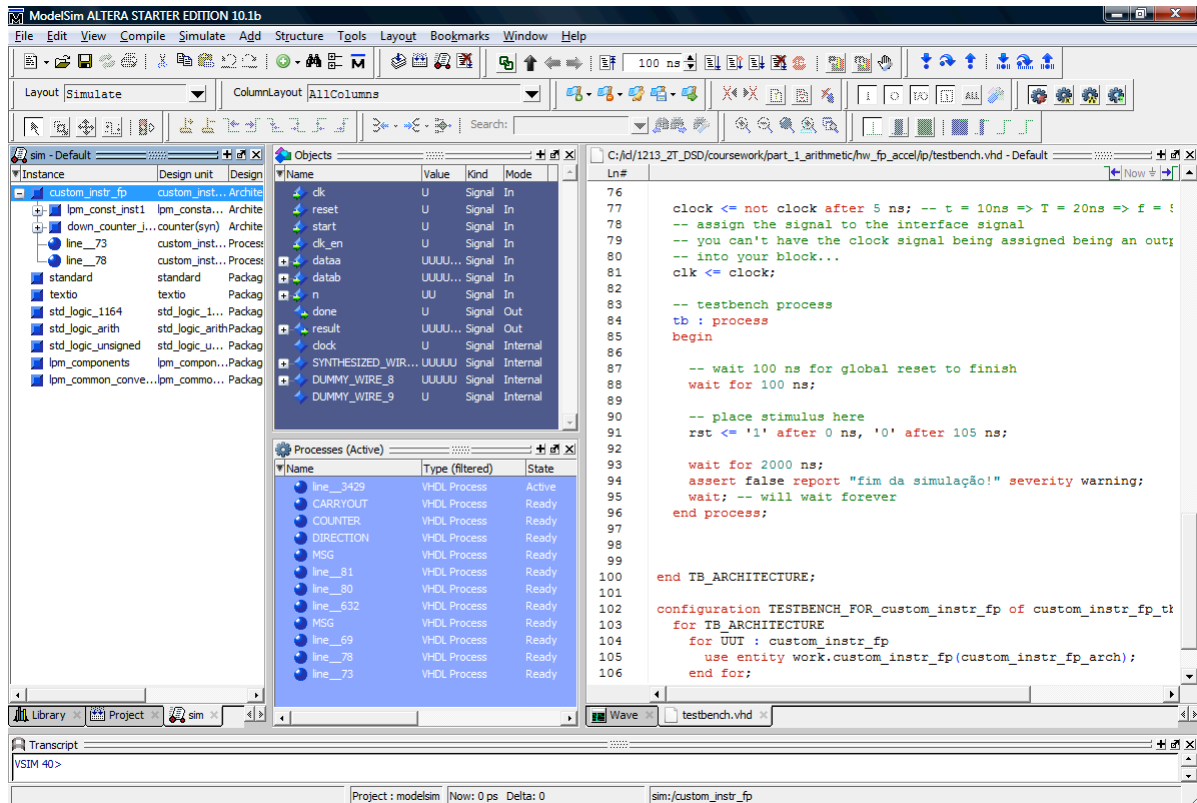 ModelSim ALTERA STARTER EDITION 10.1b
File Edit View Compile Simulate Add Structure Tools Layout Bookmarks Window Help
100 ns
Layout Simulate ColumnLayout AllColumns
Search:
sim - Default
Instance Design unit Design
custom_instr_fp custom_inst... Archite
lpm_const_inst1 lpm_consta... Archite
down_counter_i... counter(syn) Archite
line__73 custom_inst... Process
line__78 custom_inst... Process
standard standard Packag
textio textio Packag
std_logic_1164 std_logic_1... Packag
std_logic_arith std_logic_arith Packag
std_logic_unsigned std_logic_u... Packag
lpm_components lpm_compon... Packag
lpm_common_conve... lpm_commo... Packag
Library Project sim
Objects
Name Value Kind Mode
clk U Signal In
reset U Signal In
start U Signal In
clk_en U Signal In
dataa UUUU... Signal In
datab UUUU... Signal In
n UU Signal In
done U Signal Out
result UUUU... Signal Out
clock U Signal Internal
SYNTHESIZED_WIR... UUUUU Signal Internal
DUMMY_WIRE_8 UUUUU Signal Internal
DUMMY_WIRE_9 U Signal Internal
Processes (Active)
Name Type (filtered) State
line__3429 VHDL Process Active
CARRYOUT VHDL Process Ready
COUNTER VHDL Process Ready
DIRECTION VHDL Process Ready
MSG VHDL Process Ready
line__81 VHDL Process Ready
line__80 VHDL Process Ready
line__632 VHDL Process Ready
MSG VHDL Process Ready
line__69 VHDL Process Ready
line__78 VHDL Process Ready
line__73 VHDL Process Ready
C:/id/1213_2T_DSD/coursework/part_1_arithmetic/hw_fp_accel/ip/testbench.vhd - Default
Ln# Now
76
77 clock <= not clock after 5 ns; -- t = 10ns => T = 20ns => f = 5
78 -- assign the signal to the interface signal
79 -- you can't have the clock signal being assigned being an outp
80 -- into your block...
81 clk <= clock;
82
83 -- testbench process
84 tb : process
85 begin
86
87 -- wait 100 ns for global reset to finish
88 wait for 100 ns;
89
90 -- place stimulus here
91 rst <= '1' after 0 ns, '0' after 105 ns;
92
93 wait for 2000 ns;
94 assert false report "fim da simulação!" severity warning;
95 wait; -- will wait forever
96 end process;
97
98
99
100 end TB_ARCHITECTURE;
101
102 configuration TESTBENCH_FOR_custom_instr_fp of custom_instr_fp_tb
103 for TB_ARCHITECTURE
104 for UUT : custom_instr_fp
105 use entity work.custom_instr_fp(custom_instr_fp_arch);
106 end for;
Wave testbench.vhd
Transcript
VSIM 40>
Project : modelsim Now: 0 ps Delta: 0 sim:/custom_instr_fp